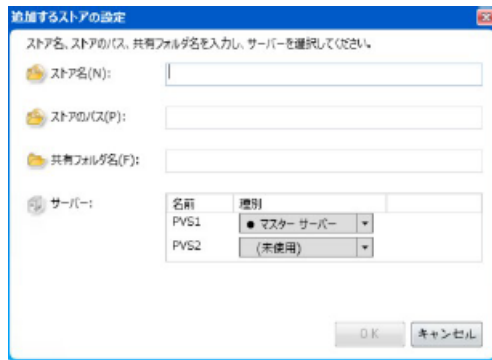 追加するストアの設定
ストア名、ストアのパス、共有フォルダ名を入力し、サーバーを選択してください。
ストア名(N):
ストアのパス(P):
共有フォルダ名(F):
サーバー:
名前 種別
PVS1 ● マスター サーバー
PVS2 (未使用)
OK キャンセル